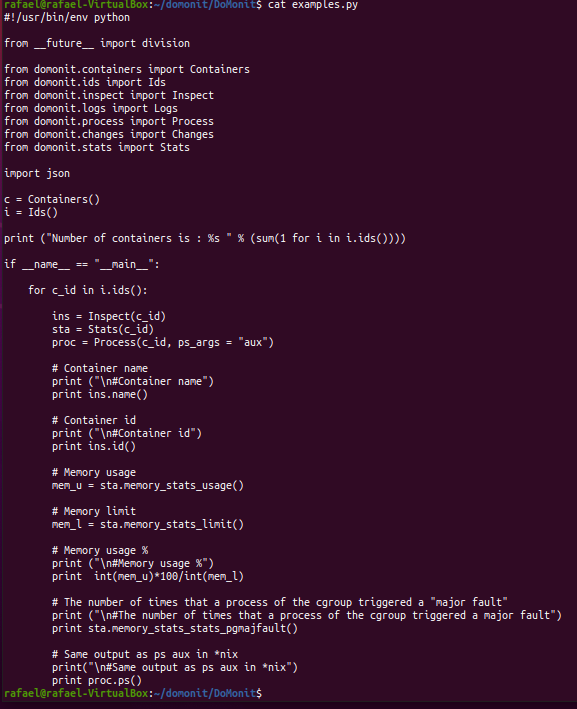 rafael@rafael-VirtualBox:~/domonit/DoMonit$ cat examples.py
#!/usr/bin/env python

from __future__ import division

from domonit.containers import Containers
from domonit.ids import Ids
from domonit.inspect import Inspect
from domonit.logs import Logs
from domonit.process import Process
from domonit.changes import Changes
from domonit.stats import Stats

import json

c = Containers()
i = Ids()

print ("Number of containers is : %s " % (sum(1 for i in i.ids())))

if __name__ == "__main__":

    for c_id in i.ids():

        ins = Inspect(c_id)
        sta = Stats(c_id)
        proc = Process(c_id, ps_args = "aux")

        # Container name
        print ("\n#Container name")
        print ins.name()

        # Container id
        print ("\n#Container id")
        print ins.id()

        # Memory usage
        mem_u = sta.memory_stats_usage()

        # Memory limit
        mem_l = sta.memory_stats_limit()

        # Memory usage %
        print ("\n#Memory usage %")
        print  int(mem_u)*100/int(mem_l)

        # The number of times that a process of the cgroup triggered a "major fault"
        print ("\n#The number of times that a process of the cgroup triggered a major fault")
        print sta.memory_stats_stats_pgmajfault()

        # Same output as ps aux in *nix
        print("\n#Same output as ps aux in *nix")
        print proc.ps()
rafael@rafael-VirtualBox:~/domonit/DoMonit$